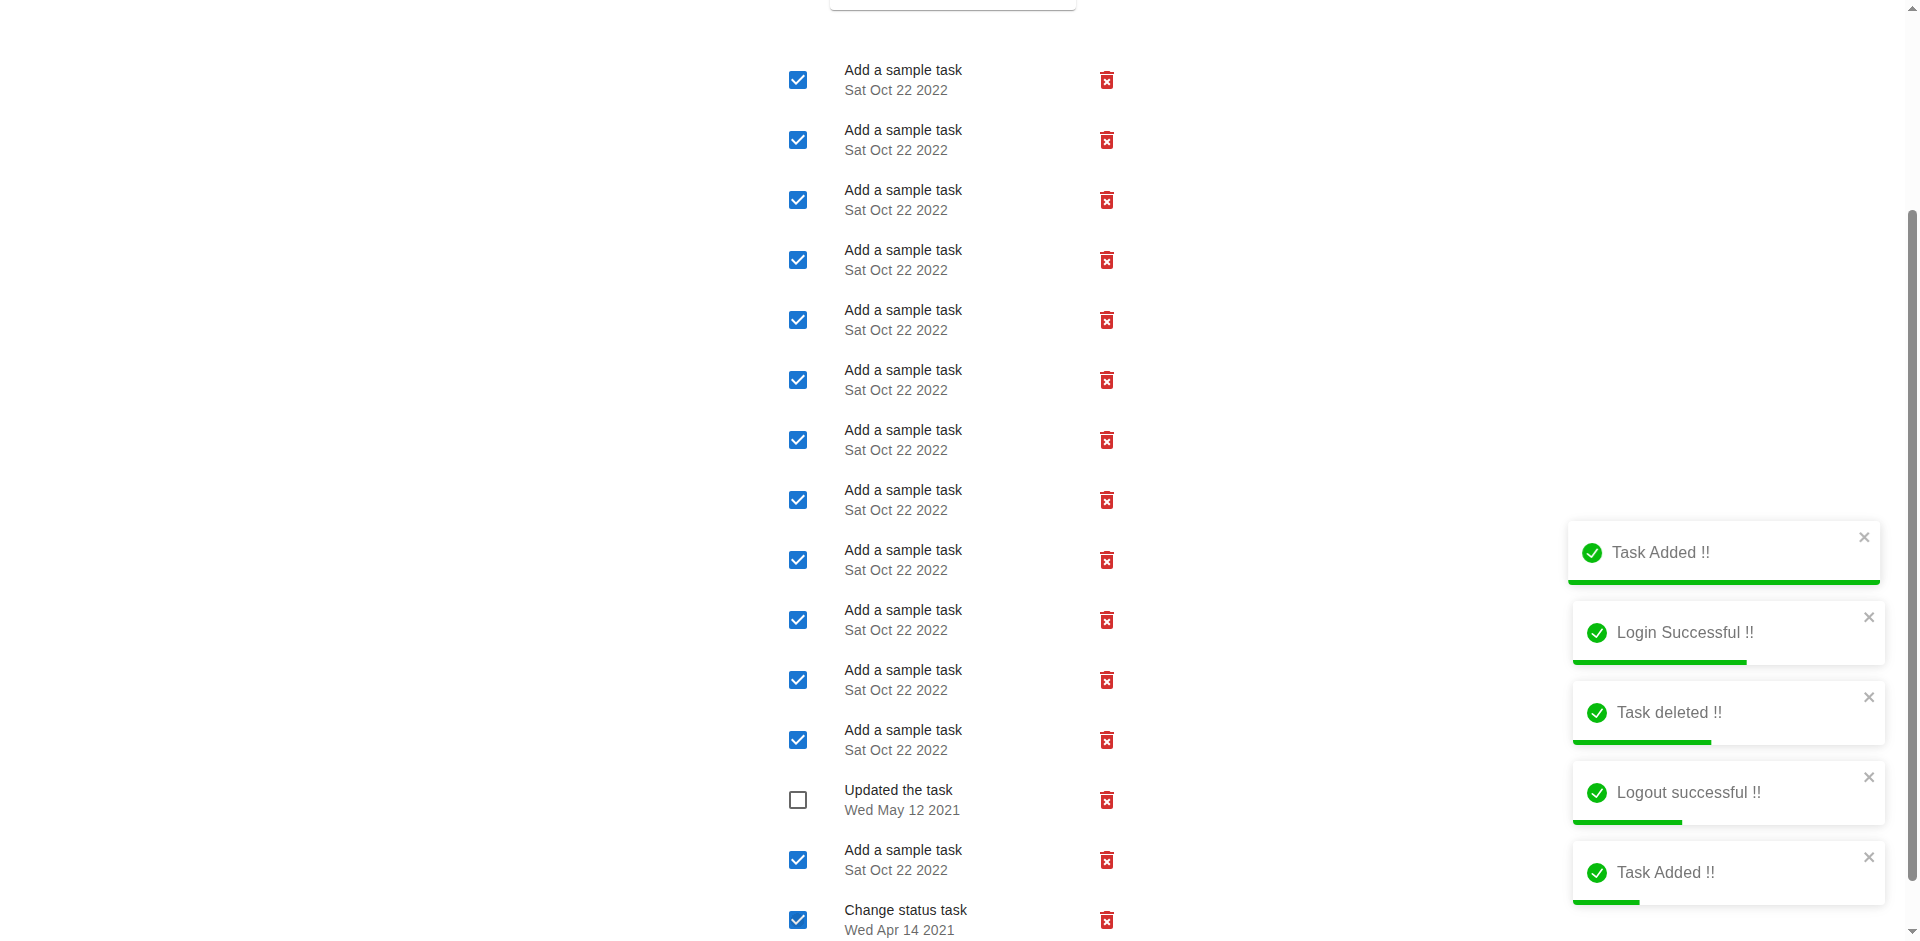 Add a sample task
Sat Oct 22 2022
Add a sample task
Sat Oct 22 2022
Add a sample task
Sat Oct 22 2022
Add a sample task
Sat Oct 22 2022
Add a sample task
Sat Oct 22 2022
Add a sample task
Sat Oct 22 2022
Add a sample task
Sat Oct 22 2022
Add a sample task
Sat Oct 22 2022
Add a sample task
Sat Oct 22 2022
Add a sample task
Sat Oct 22 2022
Add a sample task
Sat Oct 22 2022
Add a sample task
Sat Oct 22 2022
Updated the task
Wed May 12 2021
Add a sample task
Sat Oct 22 2022
Change status task
Wed Apr 14 2021
Task Added !!
Login Successful !!
Task deleted !!
Logout successful !!
Task Added !!